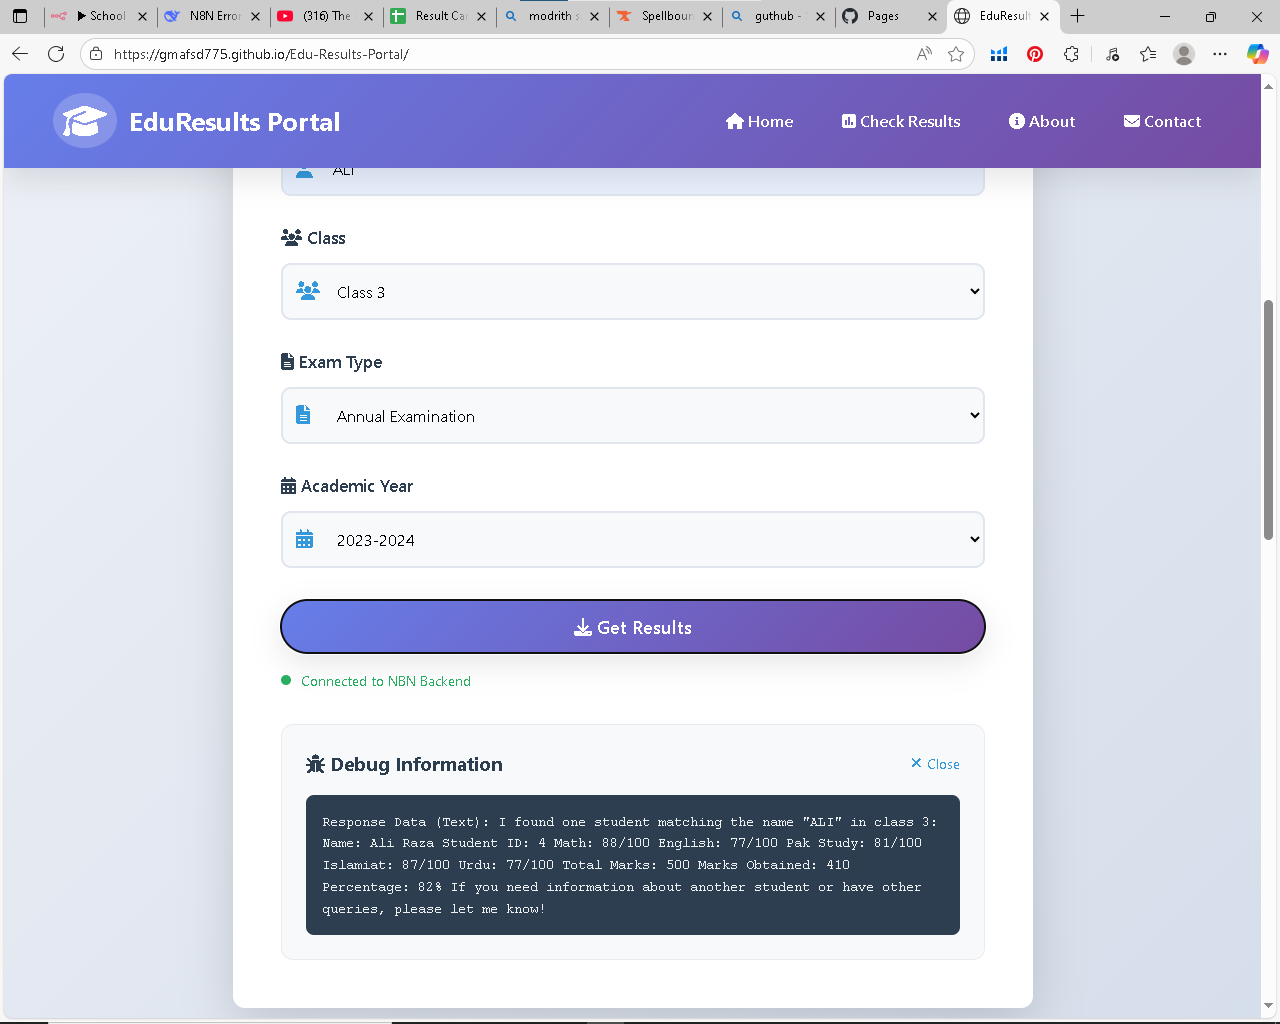 School
N8N Error
(316) The
Result Car
modrith s
Spellboun
guthub -
Pages
EduResult
https://gmafsd775.github.io/Edu-Results-Portal/
EduResults Portal
Home
Check Results
About
Contact
ALI
Class
Class 3
Exam Type
Annual Examination
Academic Year
2023-2024
Get Results
Connected to NBN Backend
Debug Information
Close
Response Data (Text): I found one student matching the name "ALI" in class 3:
Name: Ali Raza Student ID: 4 Math: 88/100 English: 77/100 Pak Study: 81/100
Islamiat: 87/100 Urdu: 77/100 Total Marks: 500 Marks Obtained: 410
Percentage: 82% If you need information about another student or have other
queries, please let me know!